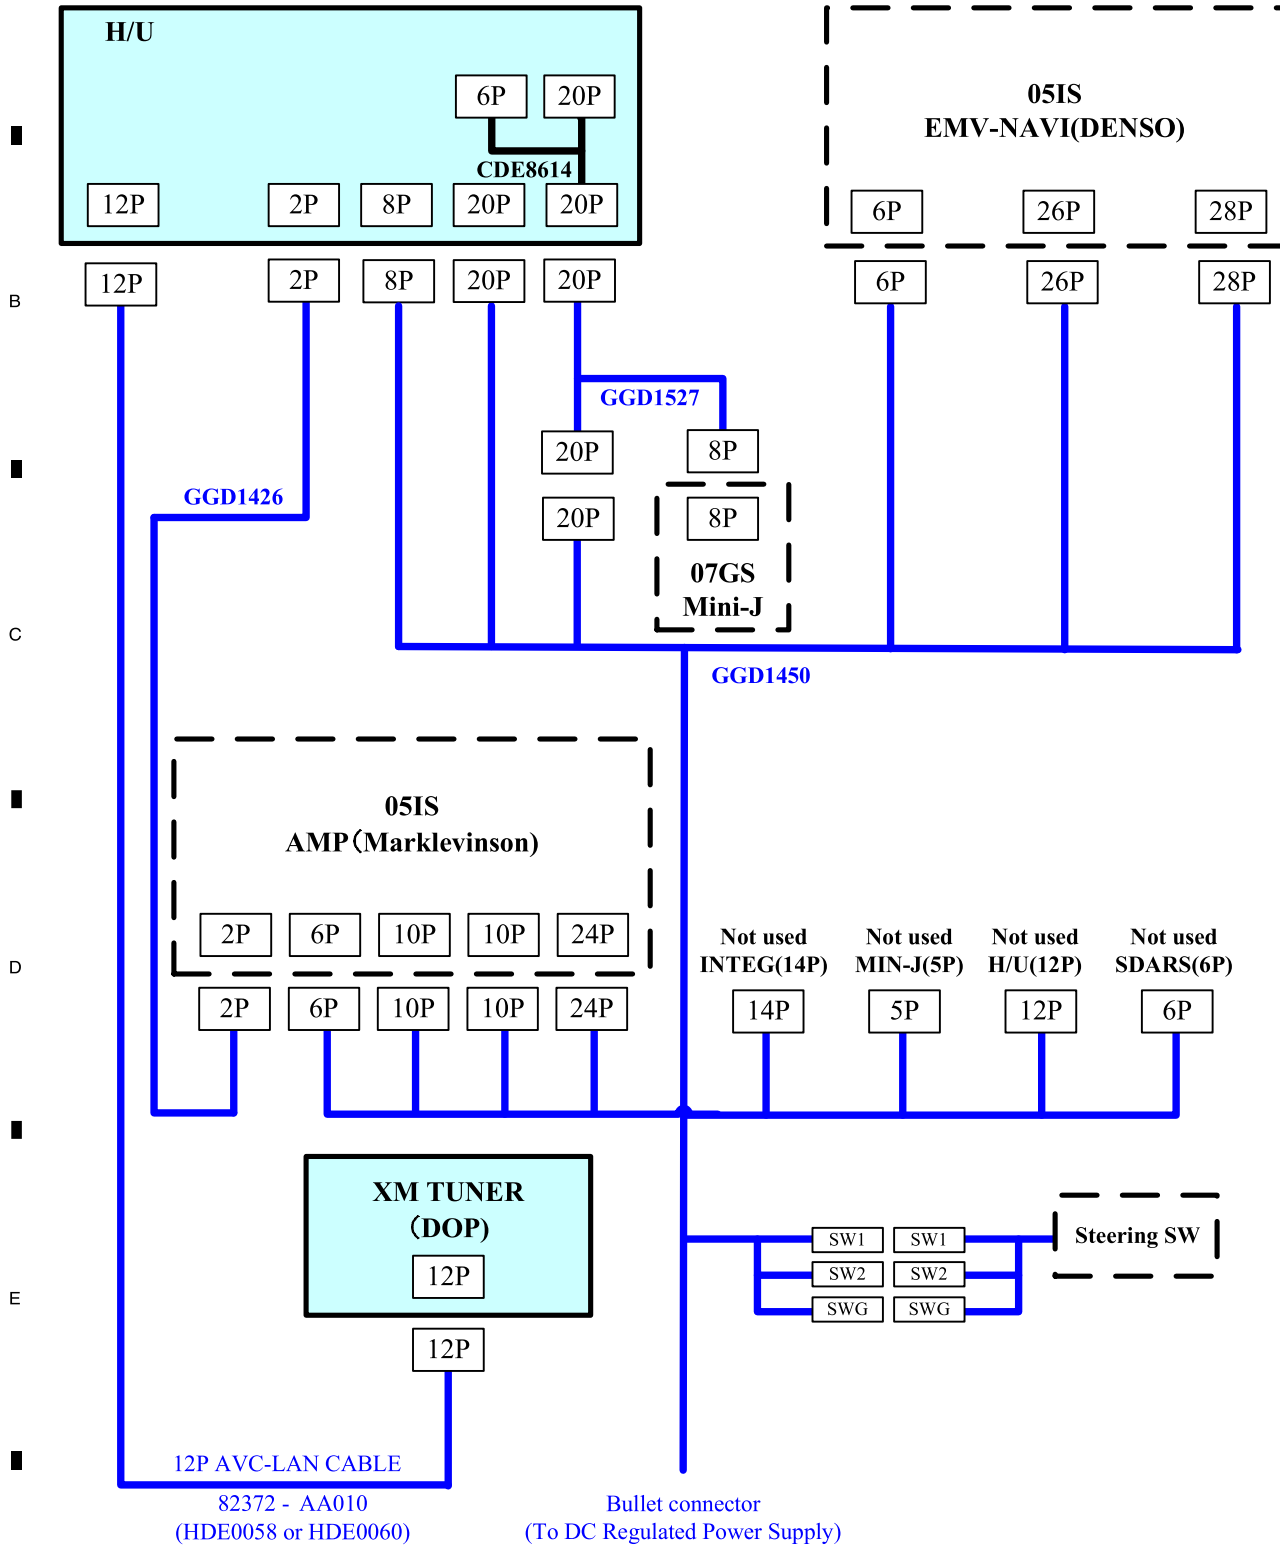 H/U
6P 20P
CDE8614
12P 2P 8P 20P 20P
12P 2P 8P 20P 20P
05IS
EMV-NAVI(DENSO)
6P 26P 28P
6P 26P 28P
B
GGD1527
20P 8P
GGD1426
20P 8P
07GS
Mini-J
C
GGD1450
05IS
AMP(Marklevinson)
2P 6P 10P 10P 24P
2P 6P 10P 10P 24P
D
Not used
INTEG(14P)
14P
Not used
MIN-J(5P)
5P
Not used
H/U(12P)
12P
Not used
SDARS(6P)
6P
XM TUNER
(DOP)
12P
12P
SW1 SW1
SW2 SW2
SWG SWG
Steering SW
E
12P AVC-LAN CABLE
82372 - AA010
(HDE0058 or HDE0060)
Bullet connector
(To DC Regulated Power Supply)